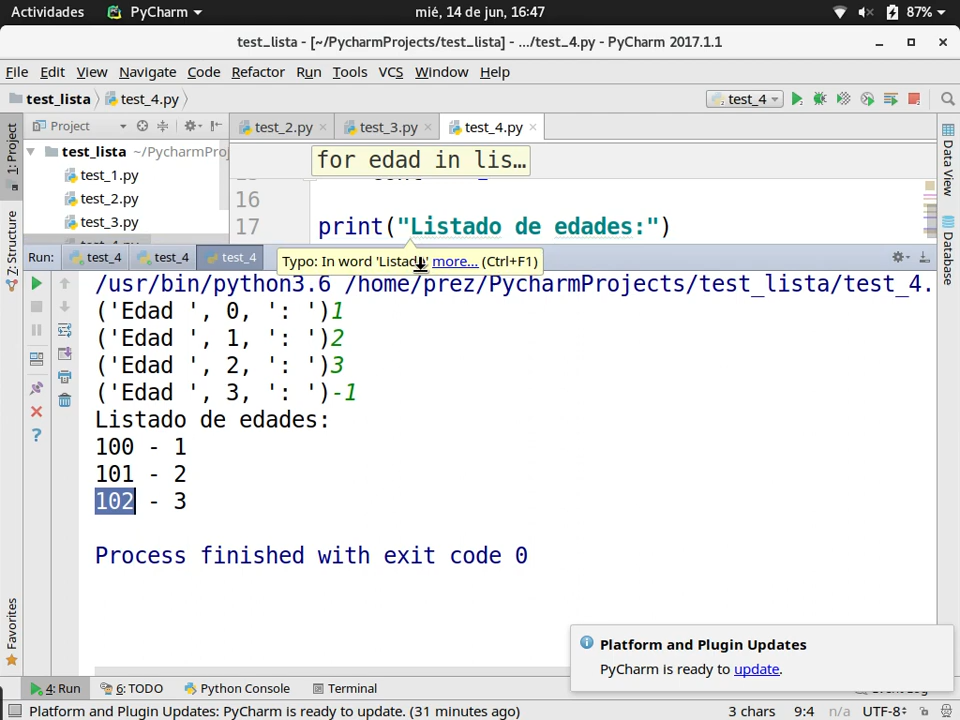 Actividades PyCharm mié, 14 de jun, 16:47 87%
test_lista - [~/PycharmProjects/test_lista] - .../test_4.py - PyCharm 2017.1.1
File Edit View Navigate Code Refactor Run Tools VCS Window Help
test_lista test_4.py test_4
1: Project
Z: Structure
Favorites
Data View
Database
Project test_2.py test_3.py test_4.py
test_lista ~/PycharmProj
test_1.py
test_2.py
test_3.py
for edad in lis...
16
17 print("Listado de edades:")
Run: test_4 test_4 test_4
Typo: In word 'Listado' more... (Ctrl+F1)
/usr/bin/python3.6 /home/prez/PycharmProjects/test_lista/test_4.
('Edad ', 0, ': ')1
('Edad ', 1, ': ')2
('Edad ', 2, ': ')3
('Edad ', 3, ': ')-1
Listado de edades:
100 - 1
101 - 2
102 - 3
Process finished with exit code 0
Platform and Plugin Updates
PyCharm is ready to update.
4: Run 6: TODO Python Console Terminal
Platform and Plugin Updates: PyCharm is ready to update. (31 minutes ago) 3 chars 9:4 n/a UTF-8